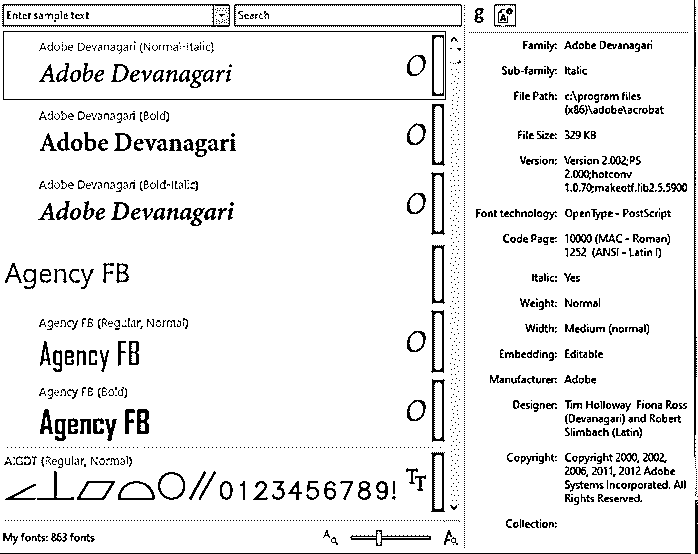 Enter sample text
Search
Adobe Devanagari (Normal-Italic)
Adobe Devanagari
O
Adobe Devanagari (Bold)
Adobe Devanagari
O
Adobe Devanagari (Bold-Italic)
Adobe Devanagari
O
Agency FB
Agency FB (Regular, Normal)
Agency FB
O
Agency FB (Bold)
Agency FB
O
AIGDT (Regular, Normal)
0123456789!
TT
My fonts: 863 fonts
A
A
g
A
Family: Adobe Devanagari
Sub-family: Italic
File Path: c:\program files
(x86)\adobe\acrobat
File Size: 329 KB
Version: Version 2.002;PS
2.000;hotconv
1.0.70;makeotf.lib2.5.5900
Font technology: OpenType - PostScript
Code Page: 10000 (MAC - Roman)
1252 (ANSI - Latin I)
Italic: Yes
Weight: Normal
Width: Medium (normal)
Embedding: Editable
Manufacturer: Adobe
Designer: Tim Holloway Fiona Ross
(Devanagari) and Robert
Slimbach (Latin)
Copyright: Copyright 2000, 2002,
2006, 2011, 2012 Adobe
Systems Incorporated. All
Rights Reserved.
Collection: